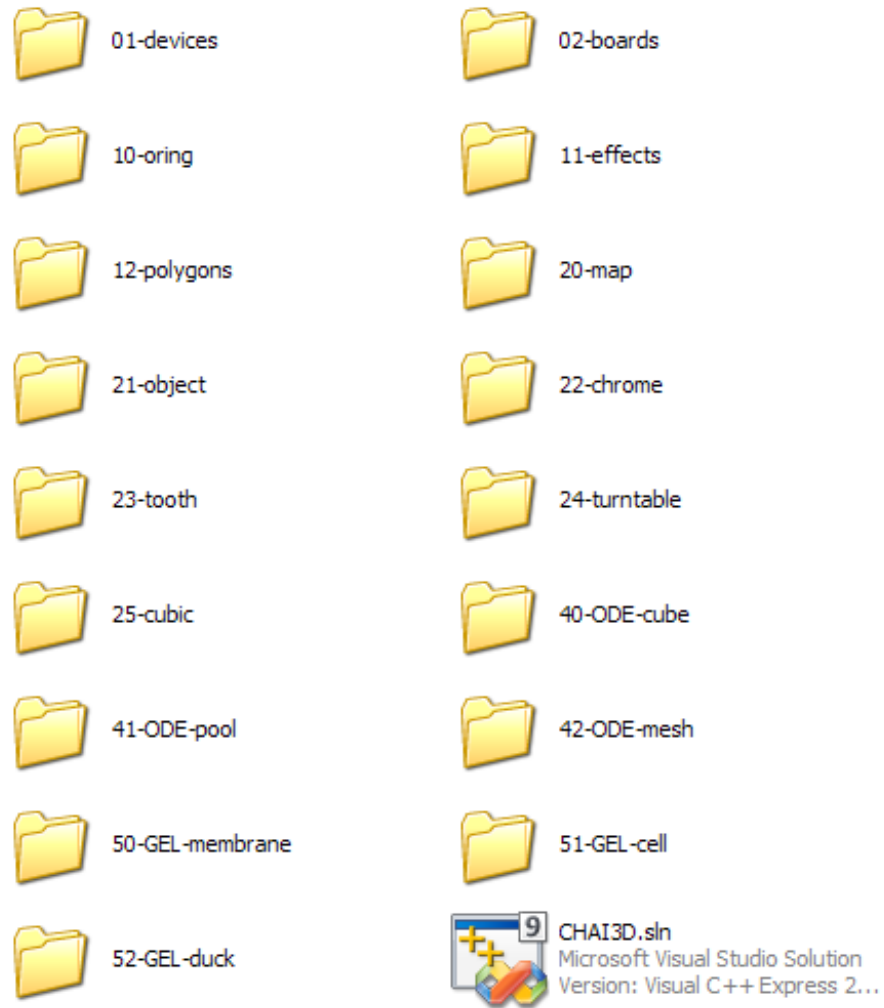 01-devices
02-boards
10-oring
11-effects
12-polygons
20-map
21-object
22-chrome
23-tooth
24-turntable
25-cubic
40-ODE-cube
41-ODE-pool
42-ODE-mesh
50-GEL-membrane
51-GEL-cell
52-GEL-duck
9
CHAI3D.sln
Microsoft Visual Studio Solution
Version: Visual C++ Express 2...